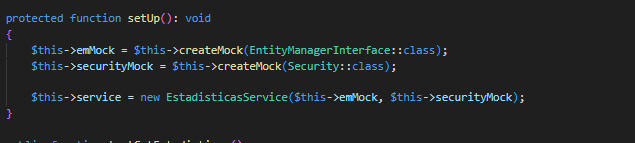 protected function setUp(): void
{
    $this->emMock = $this->createMock(EntityManagerInterface::class);
    $this->securityMock = $this->createMock(Security::class);
    $this->service = new EstadisticasService($this->emMock, $this->securityMock);
}